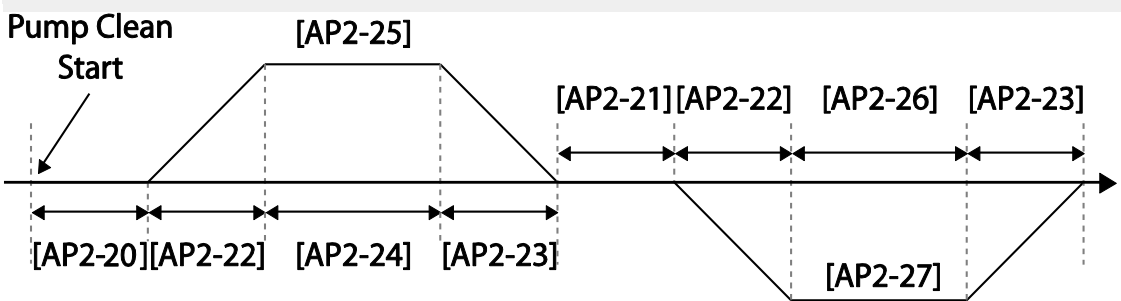 Pump Clean
Start
[AP2-25]
[AP2-21][AP2-22] [AP2-26] [AP2-23]
[AP2-20][AP2-22] [AP2-24] [AP2-23]
[AP2-27]